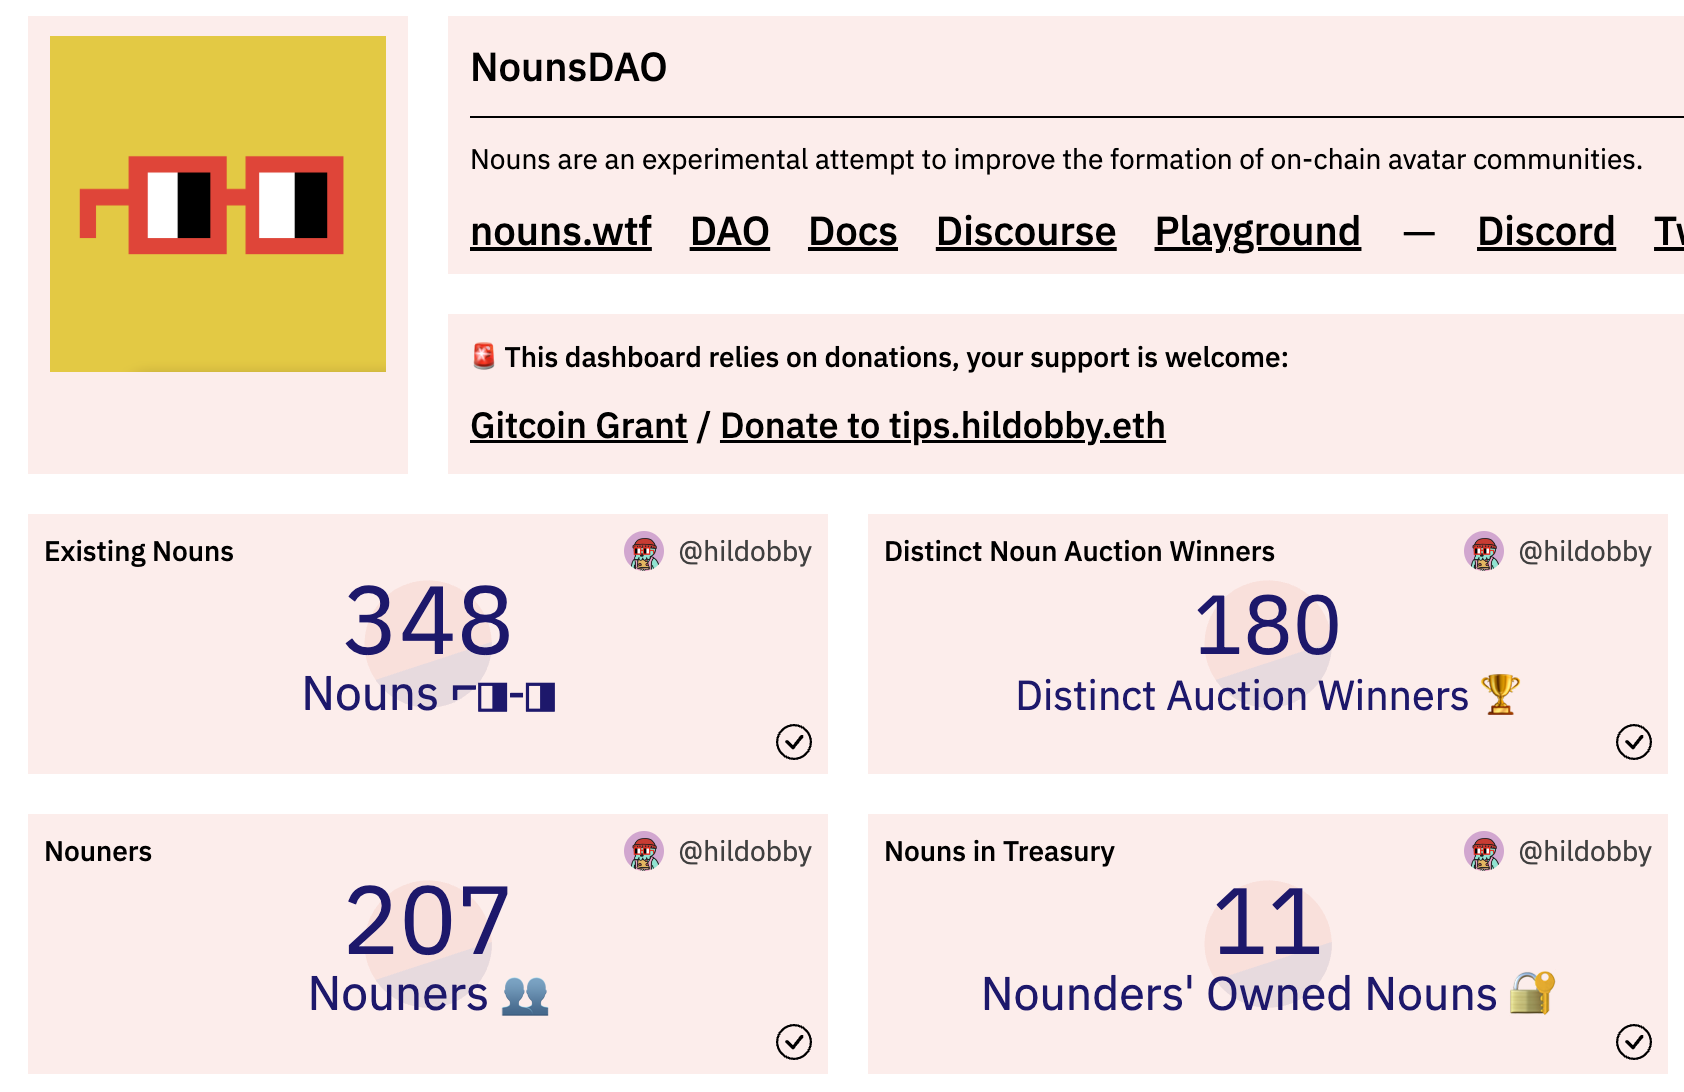 NounsDAO
Nouns are an experimental attempt to improve the formation of on-chain avatar communities.
nouns.wtf DAO Docs Discourse Playground — Discord
🚨 This dashboard relies on donations, your support is welcome:
Gitcoin Grant / Donate to tips.hildobby.eth
Existing Nouns @hildobby
348
Nouns ⌐◨-◨
Distinct Noun Auction Winners @hildobby
180
Distinct Auction Winners 🏆
Nouners @hildobby
207
Nouners 👥
Nouns in Treasury @hildobby
11
Nounders' Owned Nouns 🔐